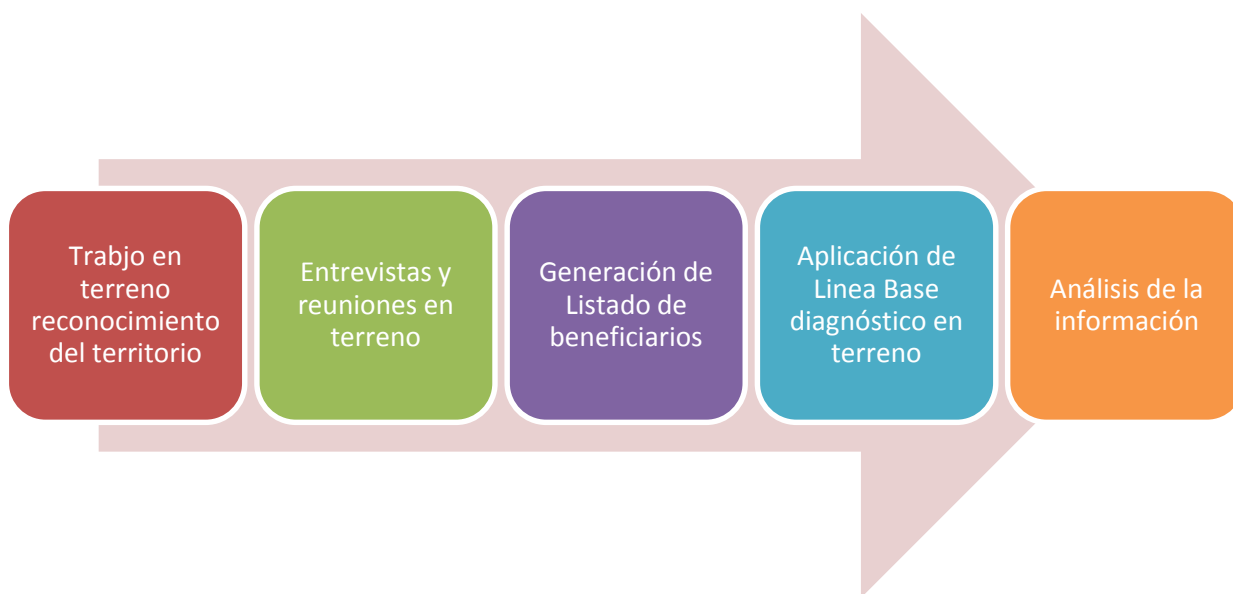 Trabjo en
terreno
reconocimiento
del territorio
Entrevistas y
reuniones en
terreno
Generación de
Listado de
beneficiarios
Aplicación de
Linea Base
diagnóstico en
terreno
Análisis de la
información